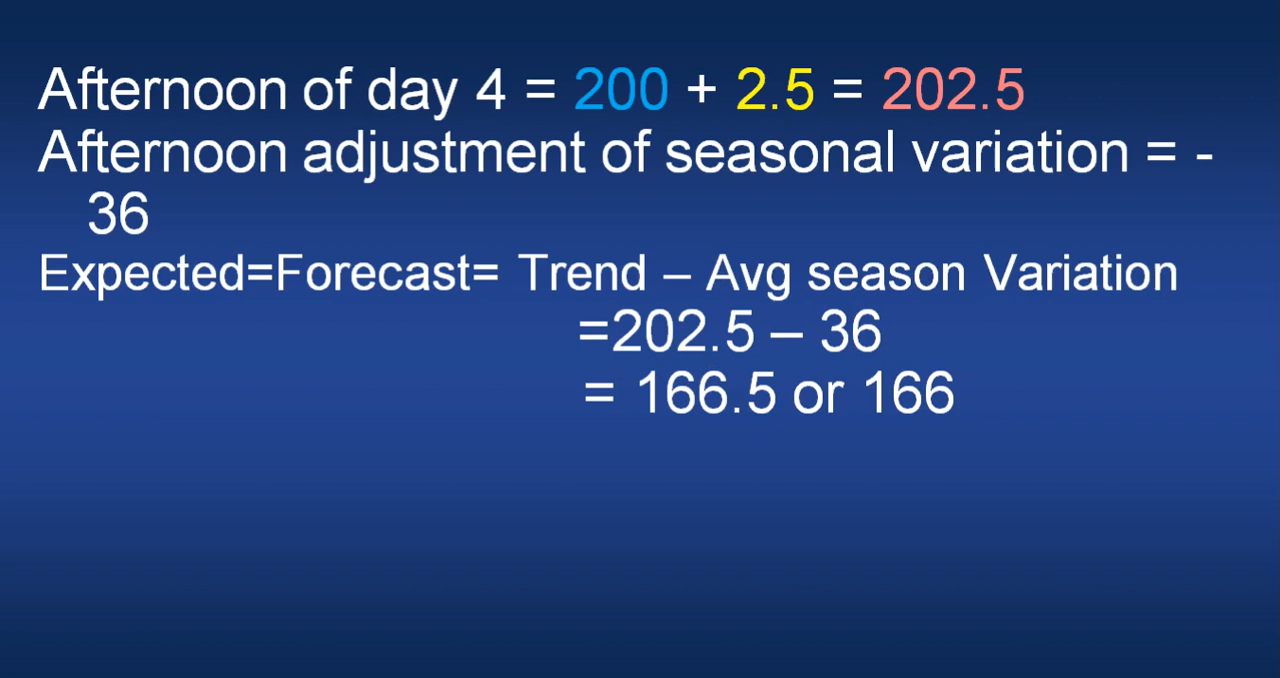 Afternoon of day 4 = 200 + 2.5 = 202.5
Afternoon adjustment of seasonal variation = -
36
Expected=Forecast= Trend – Avg season Variation
=202.5 – 36
= 166.5 or 166